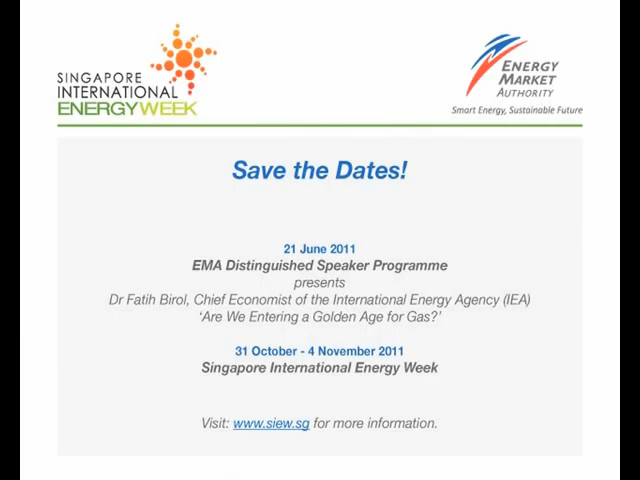 SINGAPORE
INTERNATIONAL
ENERGYWEEK
ENERGY
MARKET
AUTHORITY
Smart Energy, Sustainable Future
Save the Dates!
21 June 2011
EMA Distinguished Speaker Programme
presents
Dr Fatih Birol, Chief Economist of the International Energy Agency (IEA)
‘Are We Entering a Golden Age for Gas?’
31 October - 4 November 2011
Singapore International Energy Week
Visit: www.siew.sg for more information.